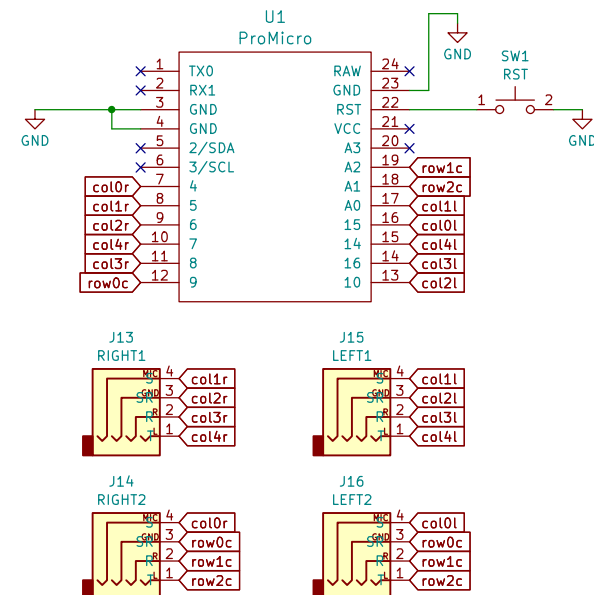 U1
ProMicro
1 TX0 RAW 24
2 RX1 GND 23
3 GND RST 22
4 GND VCC 21
5 2/SDA A3 20
6 3/SCL A2 19 row1c
col0r 7 4 A1 18 row2c
col1r 8 5 A0 17 col1l
col2r 9 6 15 16 col0l
col4r 10 7 14 15 col4l
col3r 11 8 16 14 col3l
row0c 12 9 10 13 col2l
GND
GND
SW1
RST
1 2
GND
J13
RIGHT1
MIC S 4 col1r
GND SR 3 col2r
R R 2 col3r
L T 1 col4r
J15
LEFT1
MIC S 4 col1l
GND SR 3 col2l
R R 2 col3l
L T 1 col4l
J14
RIGHT2
MIC S 4 col0r
GND SR 3 row0c
R R 2 row1c
L T 1 row2c
J16
LEFT2
MIC S 4 col0l
GND SR 3 row0c
R R 2 row1c
L T 1 row2c